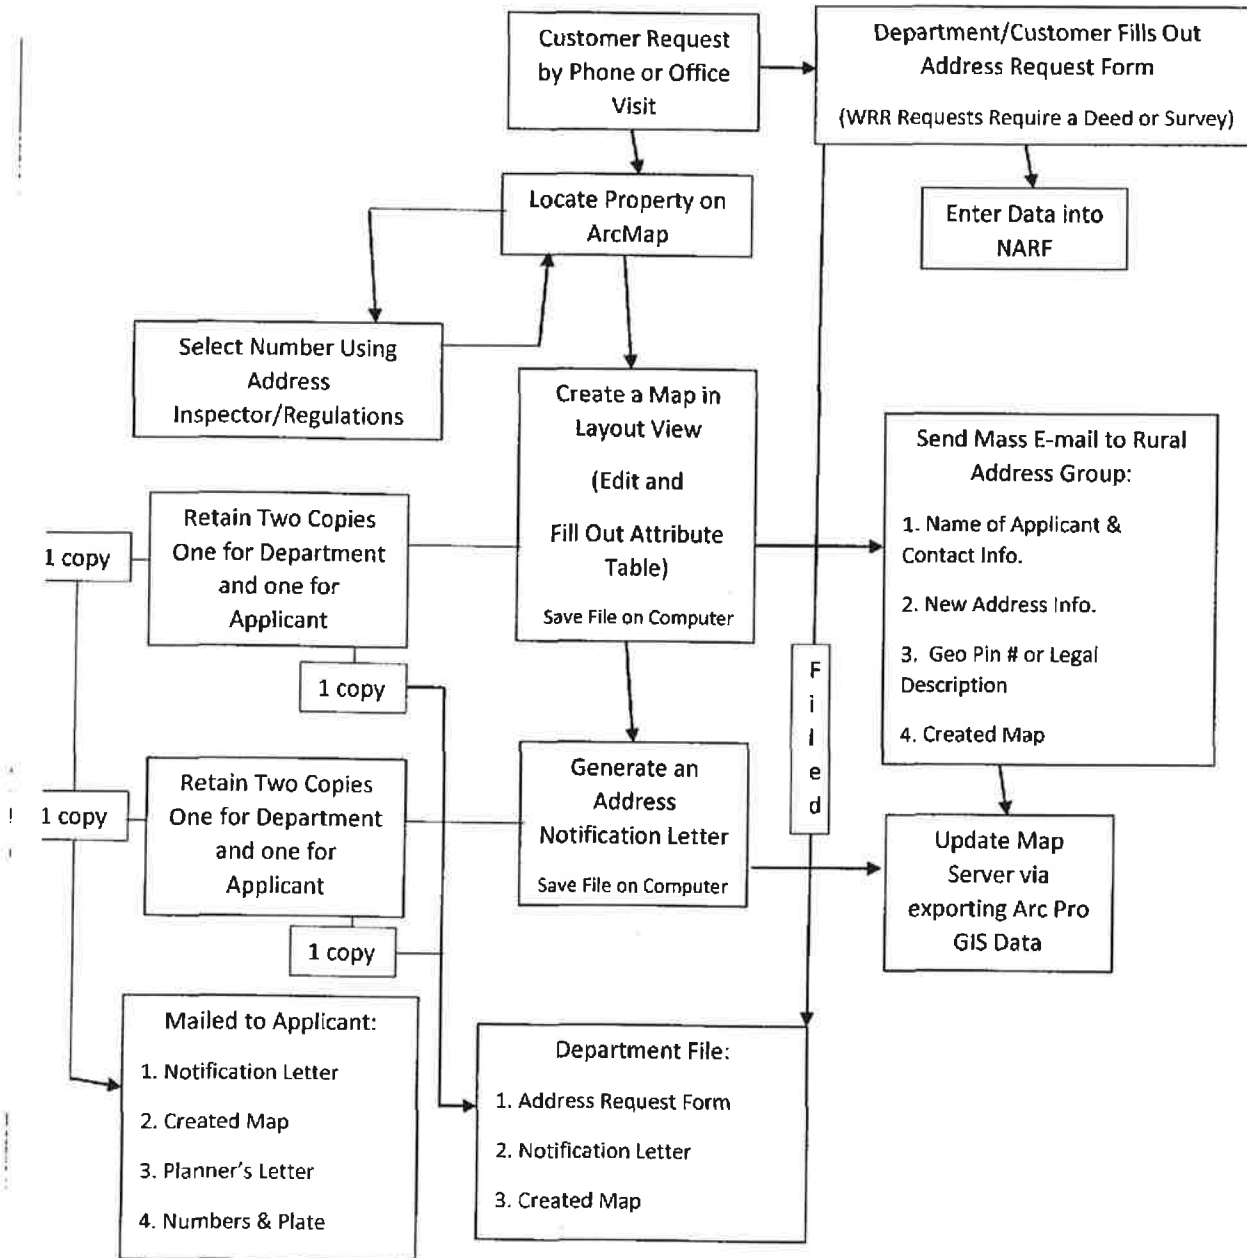 Customer Request
by Phone or Office
Visit
Department/Customer Fills Out
Address Request Form
(WRR Requests Require a Deed or Survey)
Locate Property on
ArcMap
Enter Data into
NARF
Select Number Using
Address
Inspector/Regulations
Create a Map in
Layout View
(Edit and
Fill Out Attribute
Table)
Save File on Computer
Send Mass E-mail to Rural
Address Group:
1. Name of Applicant &
Contact Info.
2. New Address Info.
3. Geo Pin # or Legal
Description
4. Created Map
Retain Two Copies
One for Department
and one for
Applicant
1 copy
1 copy
Filed
Retain Two Copies
One for Department
and one for
Applicant
1 copy
1 copy
Generate an
Address
Notification Letter
Save File on Computer
Update Map
Server via
exporting Arc Pro
GIS Data
Mailed to Applicant:
1. Notification Letter
2. Created Map
3. Planner's Letter
4. Numbers & Plate
Department File:
1. Address Request Form
2. Notification Letter
3. Created Map